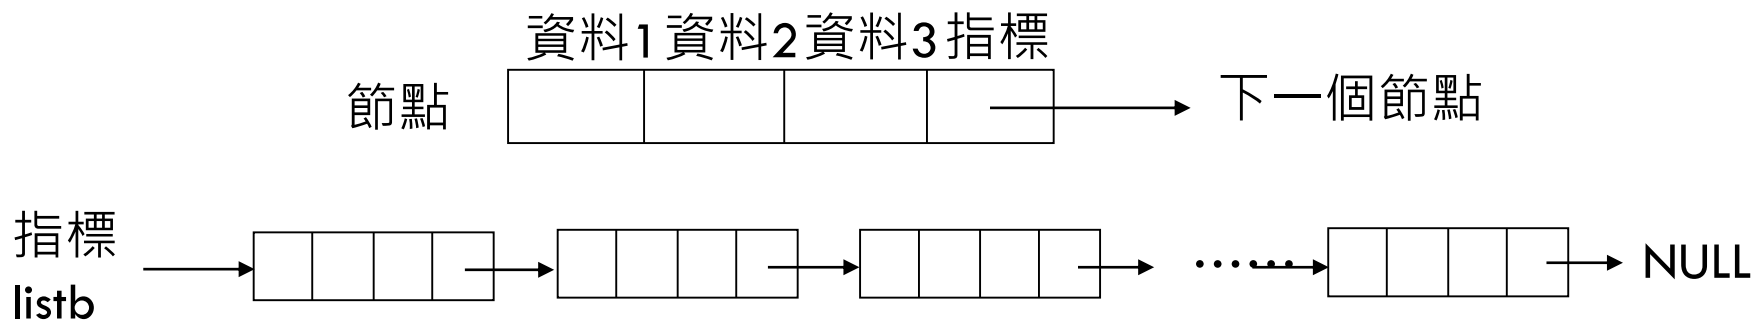 資料1 資料2 資料3 指標
節點
下一個節點
指標
listb
......
NULL